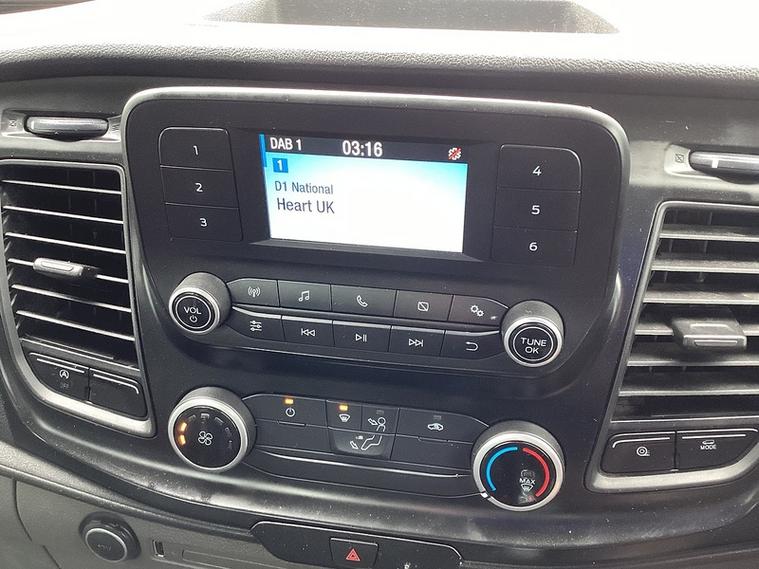 DAB 1 03:16
1
D1 National
Heart UK
1
2
3
4
5
6
VOL
TUNE
OK
A
OFF
MODE
MAX